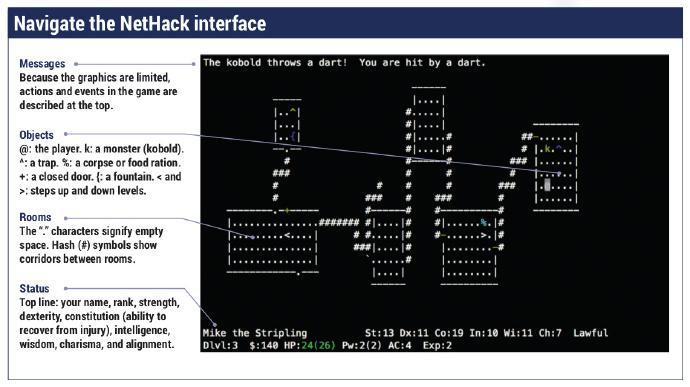 Navigate the NetHack interface
Messages
Because the graphics are limited,
actions and events in the game are
described at the top.
Objects
@: the player. k: a monster (kobold).
^: a trap. %: a corpse or food ration.
+: a closed door. {: a fountain. < and
>: steps up and down levels.
Rooms
The “.” characters signify empty
space. Hash (#) symbols show
corridors between rooms.
Status
Top line: your name, rank, strength,
dexterity, constitution (ability to
recover from injury), intelligence,
wisdom, charisma, and alignment.
The kobold throws a dart!  You are hit by a dart.
Mike the Stripling St:13 Dx:11 Co:19 In:10 Wi:11 Ch:7 Lawful
Dlvl:3 $:140 HP:24(26) Pw:2(2) AC:4 Exp:2